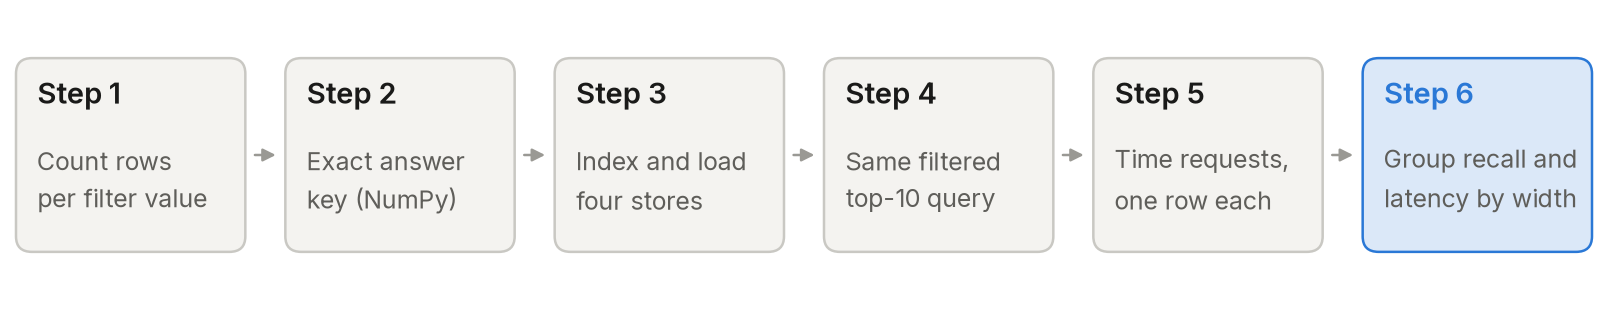 Step 1
Count rows
per filter value
Step 2
Exact answer
key (NumPy)
Step 3
Index and load
four stores
Step 4
Same filtered
top-10 query
Step 5
Time requests,
one row each
Step 6
Group recall and
latency by width